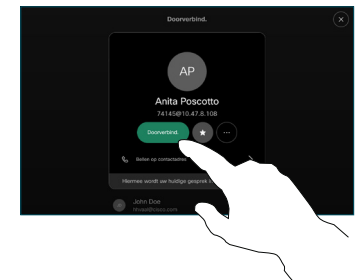 Doorverbind.
AP
Anita Poscotto
74145@10.47.8.108
Doorverbind.
Bellen op contactadres
Hiermee wordt uw huidige gesprek
John Doe